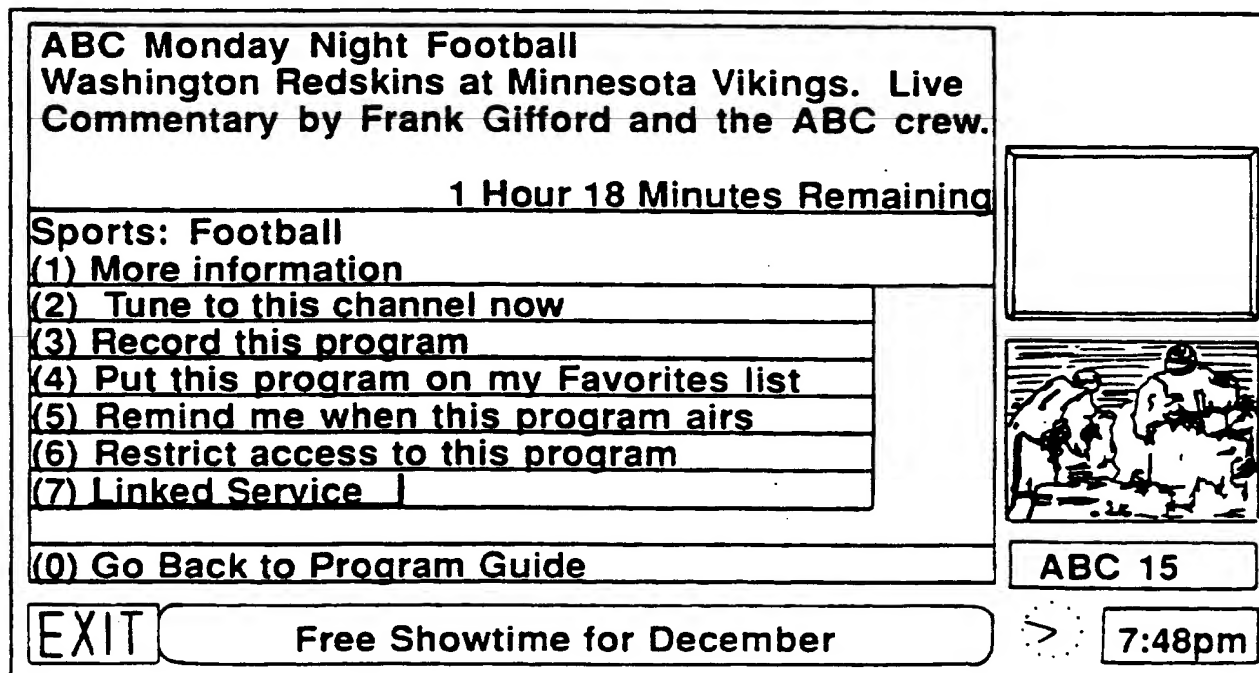 ABC Monday Night Football
Washington Redskins at Minnesota Vikings. Live
Commentary by Frank Gifford and the ABC crew.
1 Hour 18 Minutes Remaining
Sports: Football
(1) More information
(2) Tune to this channel now
(3) Record this program
(4) Put this program on my Favorites list
(5) Remind me when this program airs
(6) Restrict access to this program
(7) Linked Service
(0) Go Back to Program Guide
ABC 15
EXIT
Free Showtime for December
7:48pm